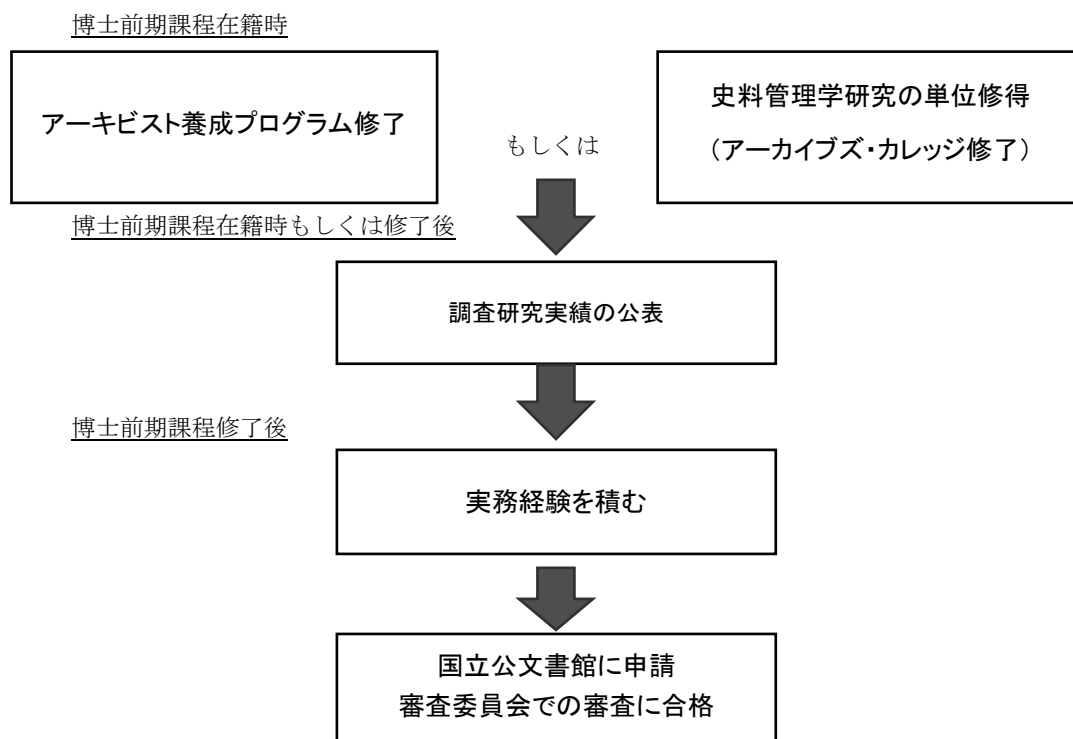 博士前期課程在籍時
アーキビスト養成プログラム修了
史料管理学研究の単位修得
（アーカイブズ・カレッジ修了）
もしくは
博士前期課程在籍時もしくは修了後
調査研究実績の公表
博士前期課程修了後
実務経験を積む
国立公文書館に申請
審査委員会での審査に合格